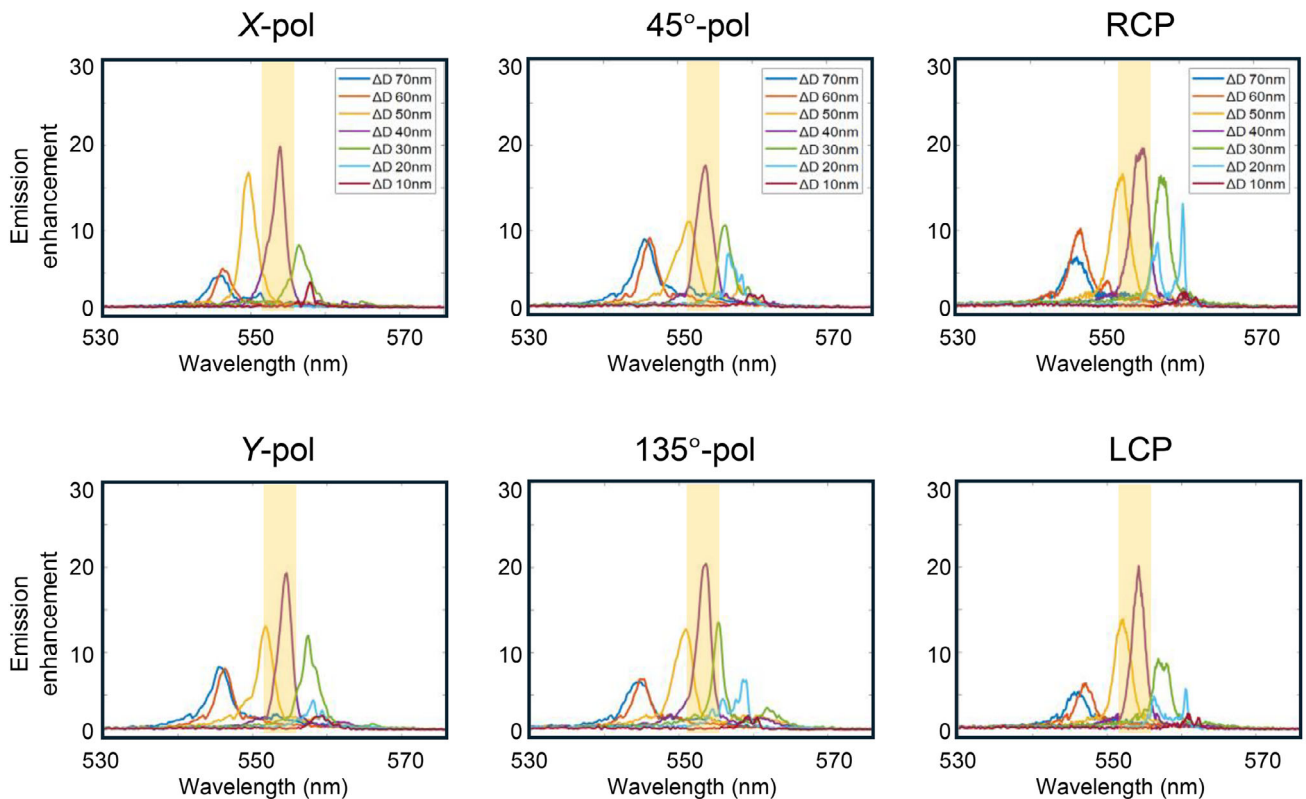 X-pol
45°-pol
RCP
Emission
enhancement
30
20
10
0
ΔD 70nm
ΔD 60nm
ΔD 50nm
ΔD 40nm
ΔD 30nm
ΔD 20nm
ΔD 10nm
530
550
570
Wavelength (nm)
30
20
10
0
ΔD 70nm
ΔD 60nm
ΔD 50nm
ΔD 40nm
ΔD 30nm
ΔD 20nm
ΔD 10nm
530
550
570
Wavelength (nm)
30
20
10
0
ΔD 70nm
ΔD 60nm
ΔD 50nm
ΔD 40nm
ΔD 30nm
ΔD 20nm
ΔD 10nm
530
550
570
Wavelength (nm)
Y-pol
135°-pol
LCP
Emission
enhancement
30
20
10
0
530
550
570
Wavelength (nm)
30
20
10
0
530
550
570
Wavelength (nm)
30
20
10
0
530
550
570
Wavelength (nm)